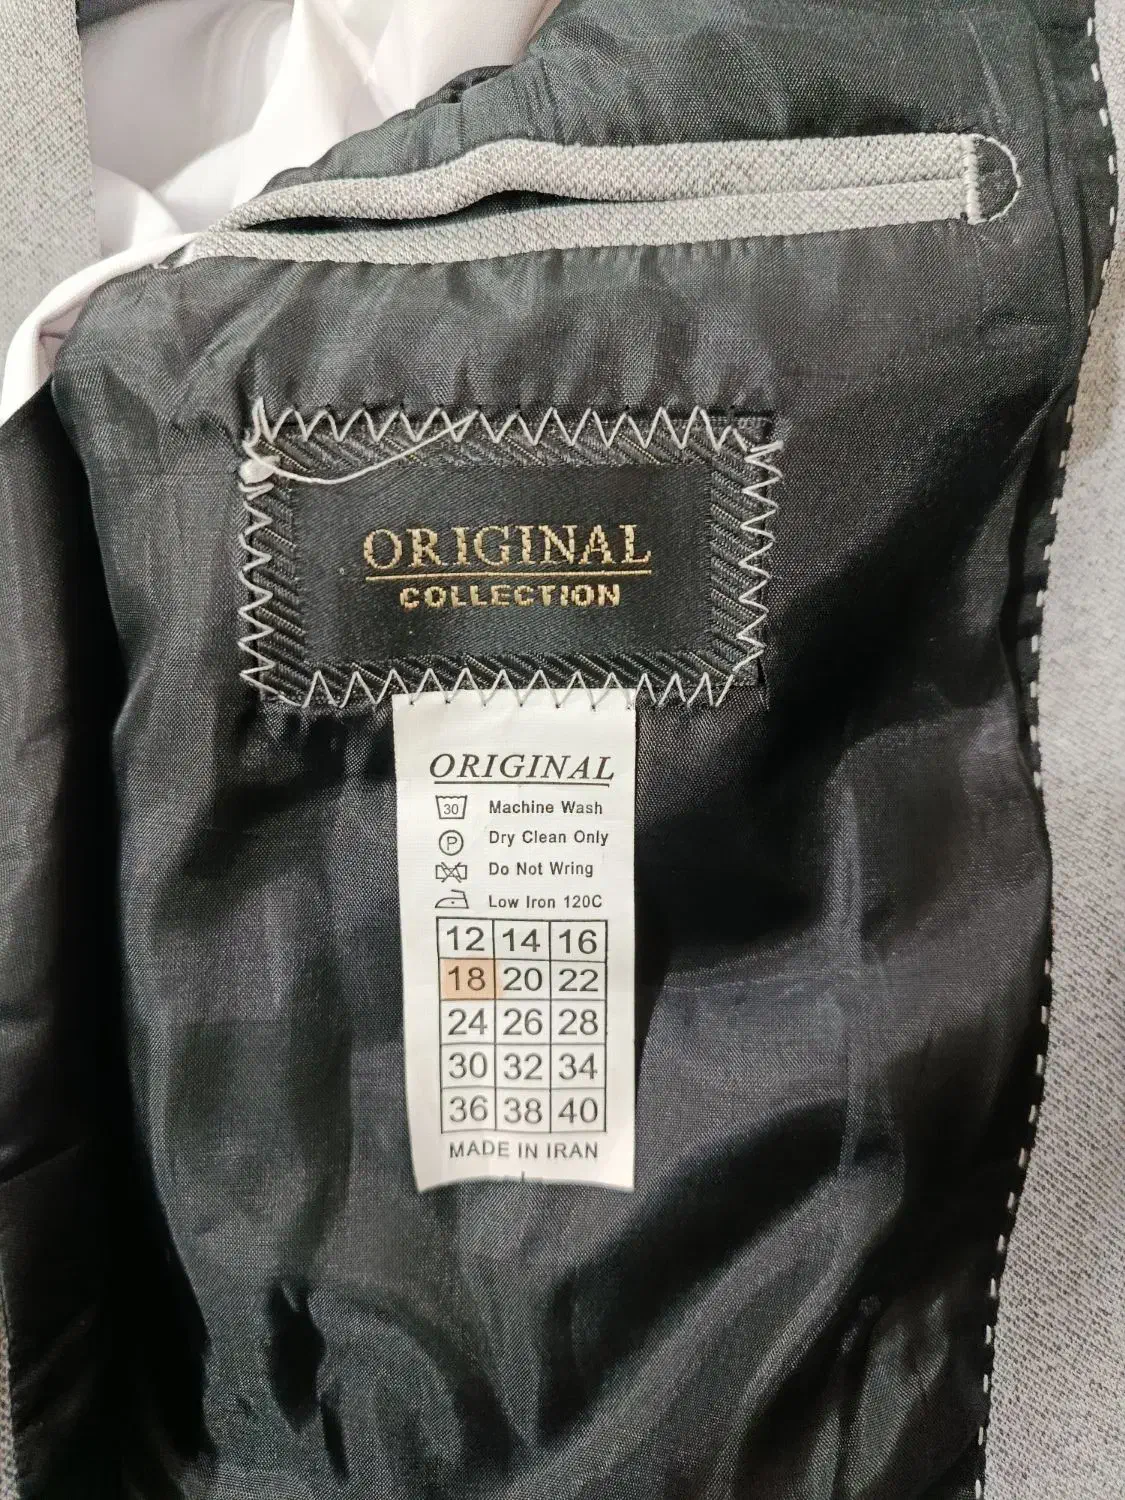 ORIGINAL
COLLECTION
ORIGINAL
30 Machine Wash
P Dry Clean Only
Do Not Wring
Low Iron 120C
12 14 16
18 20 22
24 26 28
30 32 34
36 38 40
MADE IN IRAN